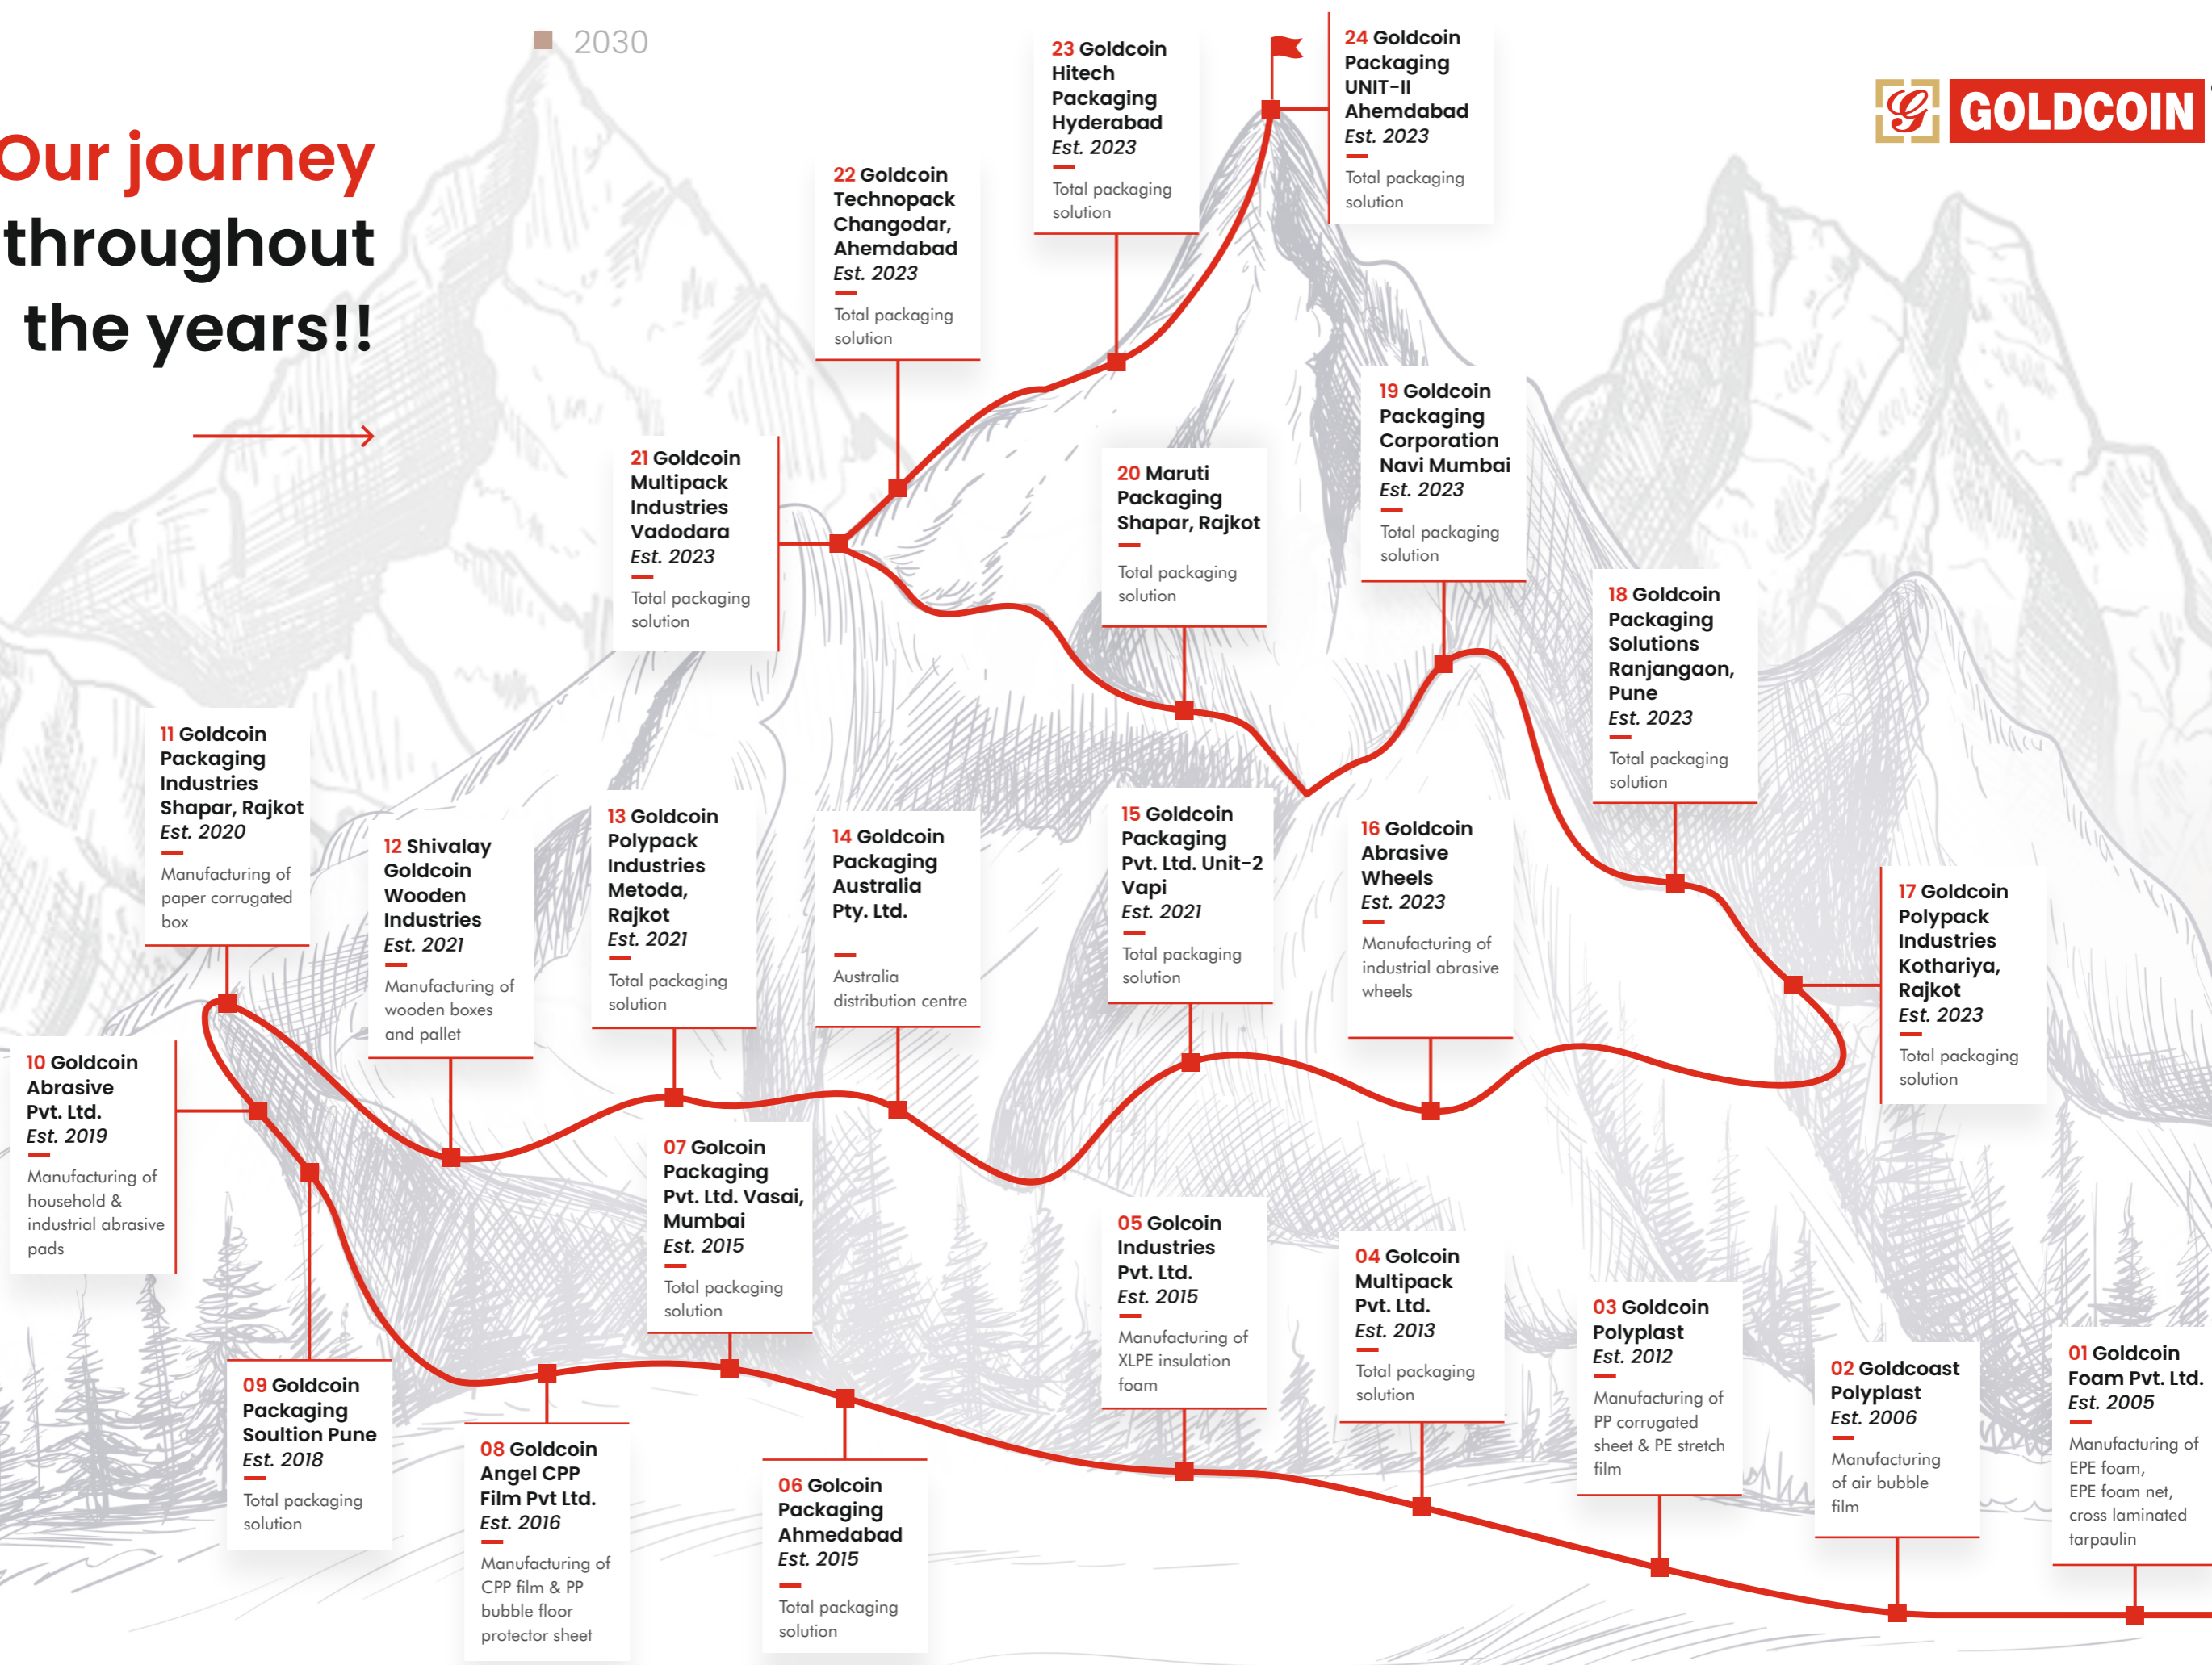 2030
Our journey
throughout
the years!!
GOLDCOIN
24 Goldcoin
Packaging
UNIT-II
Ahemdabad
Est. 2023
Total packaging
solution
23 Goldcoin
Hitech
Packaging
Hyderabad
Est. 2023
Total packaging
solution
22 Goldcoin
Technopack
Changodar,
Ahemdabad
Est. 2023
Total packaging
solution
21 Goldcoin
Multipack
Industries
Vadodara
Est. 2023
Total packaging
solution
20 Maruti
Packaging
Shapar, Rajkot
Total packaging
solution
19 Goldcoin
Packaging
Corporation
Navi Mumbai
Est. 2023
Total packaging
solution
18 Goldcoin
Packaging
Solutions
Ranjangaon,
Pune
Est. 2023
Total packaging
solution
11 Goldcoin
Packaging
Industries
Shapar, Rajkot
Est. 2020
Manufacturing of
paper corrugated
box
12 Shivalay
Goldcoin
Wooden
Industries
Est. 2021
Manufacturing of
wooden boxes
and pallet
13 Goldcoin
Polypack
Industries
Metoda,
Rajkot
Est. 2021
Total packaging
solution
14 Goldcoin
Packaging
Australia
Pty. Ltd.
Australia
distribution centre
15 Goldcoin
Packaging
Pvt. Ltd. Unit-2
Vapi
Est. 2021
Total packaging
solution
16 Goldcoin
Abrasive
Wheels
Est. 2023
Manufacturing of
industrial abrasive
wheels
17 Goldcoin
Polypack
Industries
Kothariya,
Rajkot
Est. 2023
Total packaging
solution
10 Goldcoin
Abrasive
Pvt. Ltd.
Est. 2019
Manufacturing of
household &
industrial abrasive
pads
09 Goldcoin
Packaging
Soultion Pune
Est. 2018
Total packaging
solution
08 Goldcoin
Angel CPP
Film Pvt Ltd.
Est. 2016
Manufacturing of
CPP film & PP
bubble floor
protector sheet
07 Golcoin
Packaging
Pvt. Ltd. Vasai,
Mumbai
Est. 2015
Total packaging
solution
06 Golcoin
Packaging
Ahmedabad
Est. 2015
Total packaging
solution
05 Golcoin
Industries
Pvt. Ltd.
Est. 2015
Manufacturing of
XLPE insulation
foam
04 Golcoin
Multipack
Pvt. Ltd.
Est. 2013
Total packaging
solution
03 Goldcoin
Polyplast
Est. 2012
Manufacturing of
PP corrugated
sheet & PE stretch
film
02 Goldcoast
Polyplast
Est. 2006
Manufacturing
of air bubble
film
01 Goldcoin
Foam Pvt. Ltd.
Est. 2005
Manufacturing of
EPE foam,
EPE foam net,
cross laminated
tarpaulin